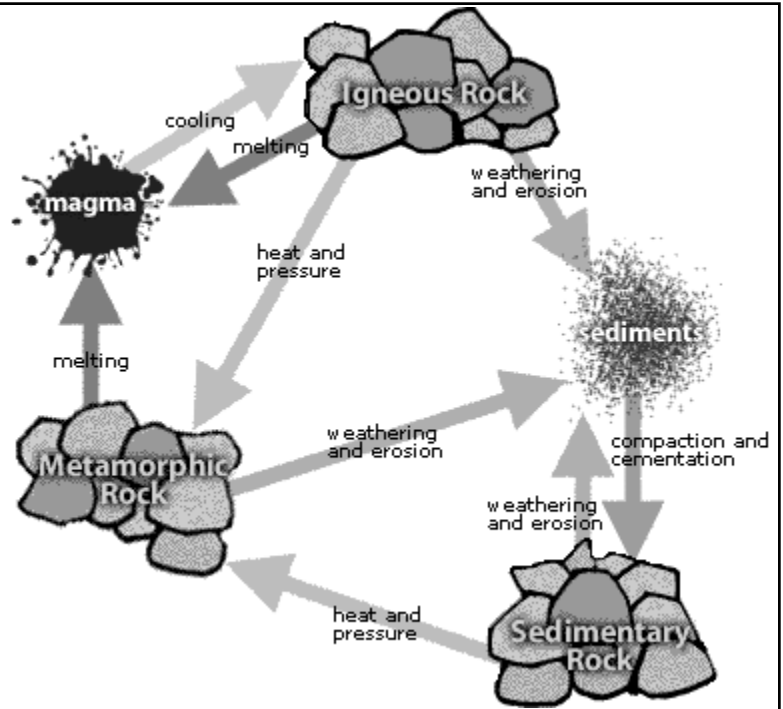 Igneous Rock
cooling
melting
weathering
and erosion
magma
heat and
pressure
sediments
melting
weathering
and erosion
compaction and
cementation
Metamorphic
Rock
weathering
and erosion
heat and
pressure
Sedimentary
Rock